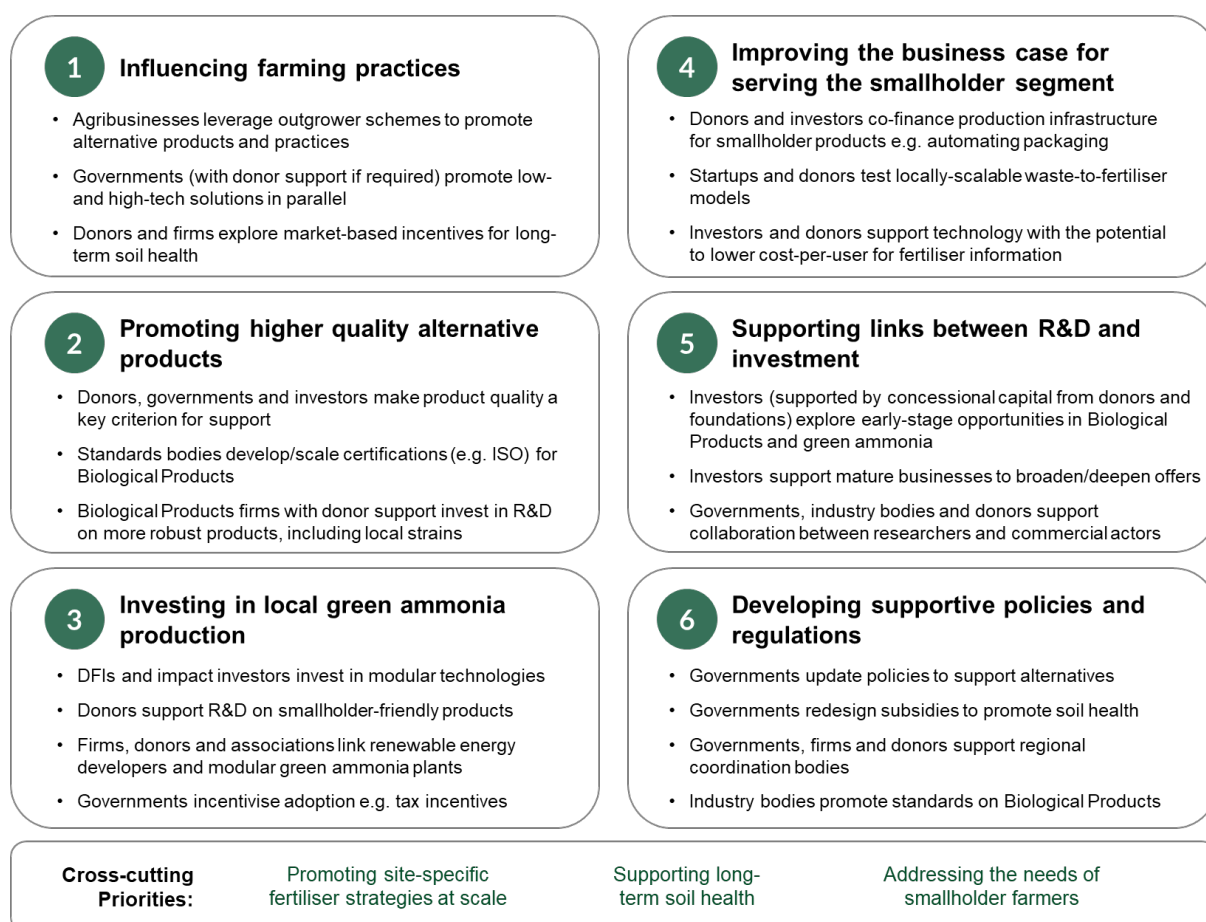 1
Influencing farming practices
• Agribusinesses leverage outgrower schemes to promote
alternative products and practices
• Governments (with donor support if required) promote low-
and high-tech solutions in parallel
• Donors and firms explore market-based incentives for long-
term soil health
2
Promoting higher quality alternative
products
• Donors, governments and investors make product quality a
key criterion for support
• Standards bodies develop/scale certifications (e.g. ISO) for
Biological Products
• Biological Products firms with donor support invest in R&D
on more robust products, including local strains
3
Investing in local green ammonia
production
• DFIs and impact investors invest in modular technologies
• Donors support R&D on smallholder-friendly products
• Firms, donors and associations link renewable energy
developers and modular green ammonia plants
• Governments incentivise adoption e.g. tax incentives
4
Improving the business case for
serving the smallholder segment
• Donors and investors co-finance production infrastructure
for smallholder products e.g. automating packaging
• Startups and donors test locally-scalable waste-to-fertiliser
models
• Investors and donors support technology with the potential
to lower cost-per-user for fertiliser information
5
Supporting links between R&D and
investment
• Investors (supported by concessional capital from donors and
foundations) explore early-stage opportunities in Biological
Products and green ammonia
• Investors support mature businesses to broaden/deepen offers
• Governments, industry bodies and donors support
collaboration between researchers and commercial actors
6
Developing supportive policies and
regulations
• Governments update policies to support alternatives
• Governments redesign subsidies to promote soil health
• Governments, firms and donors support regional
coordination bodies
• Industry bodies promote standards on Biological Products
Cross-cutting
Priorities:
Promoting site-specific
fertiliser strategies at scale
Supporting long-
term soil health
Addressing the needs of
smallholder farmers